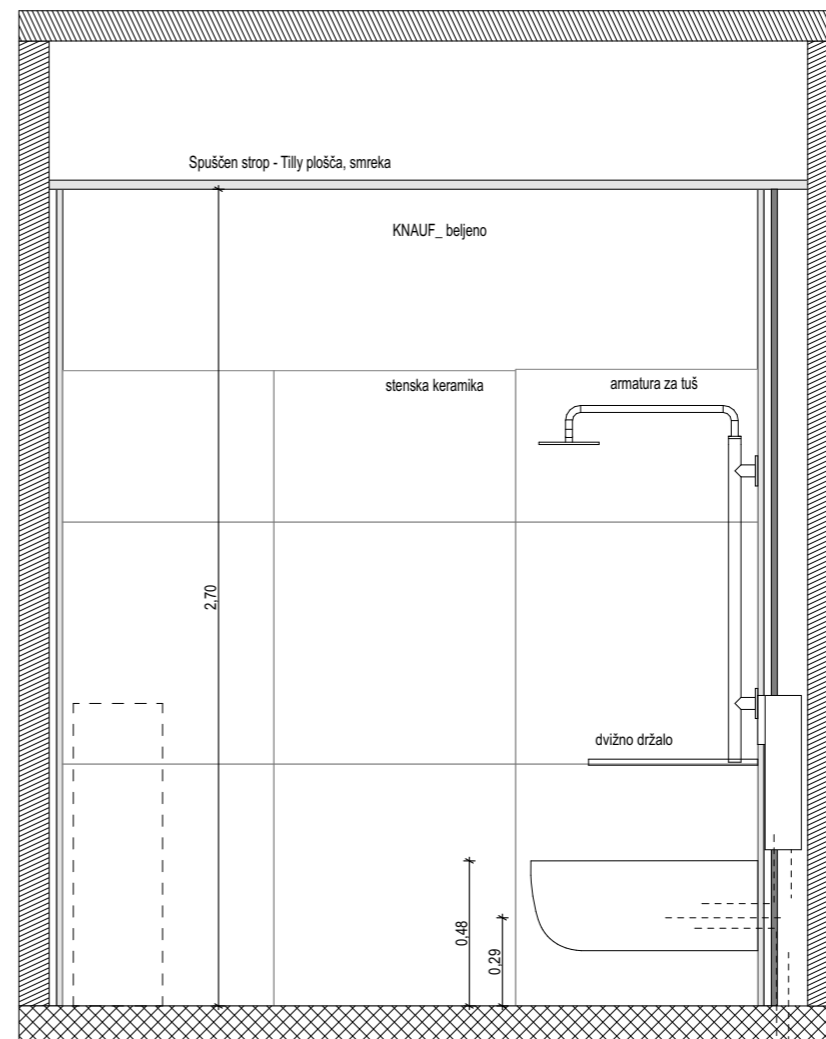 Spuščen strop - Tilly plošča, smreka
KNAUF_ beljeno
stenska keramika
armatura za tuš
2,70
dvižno držalo
0,48
0,29